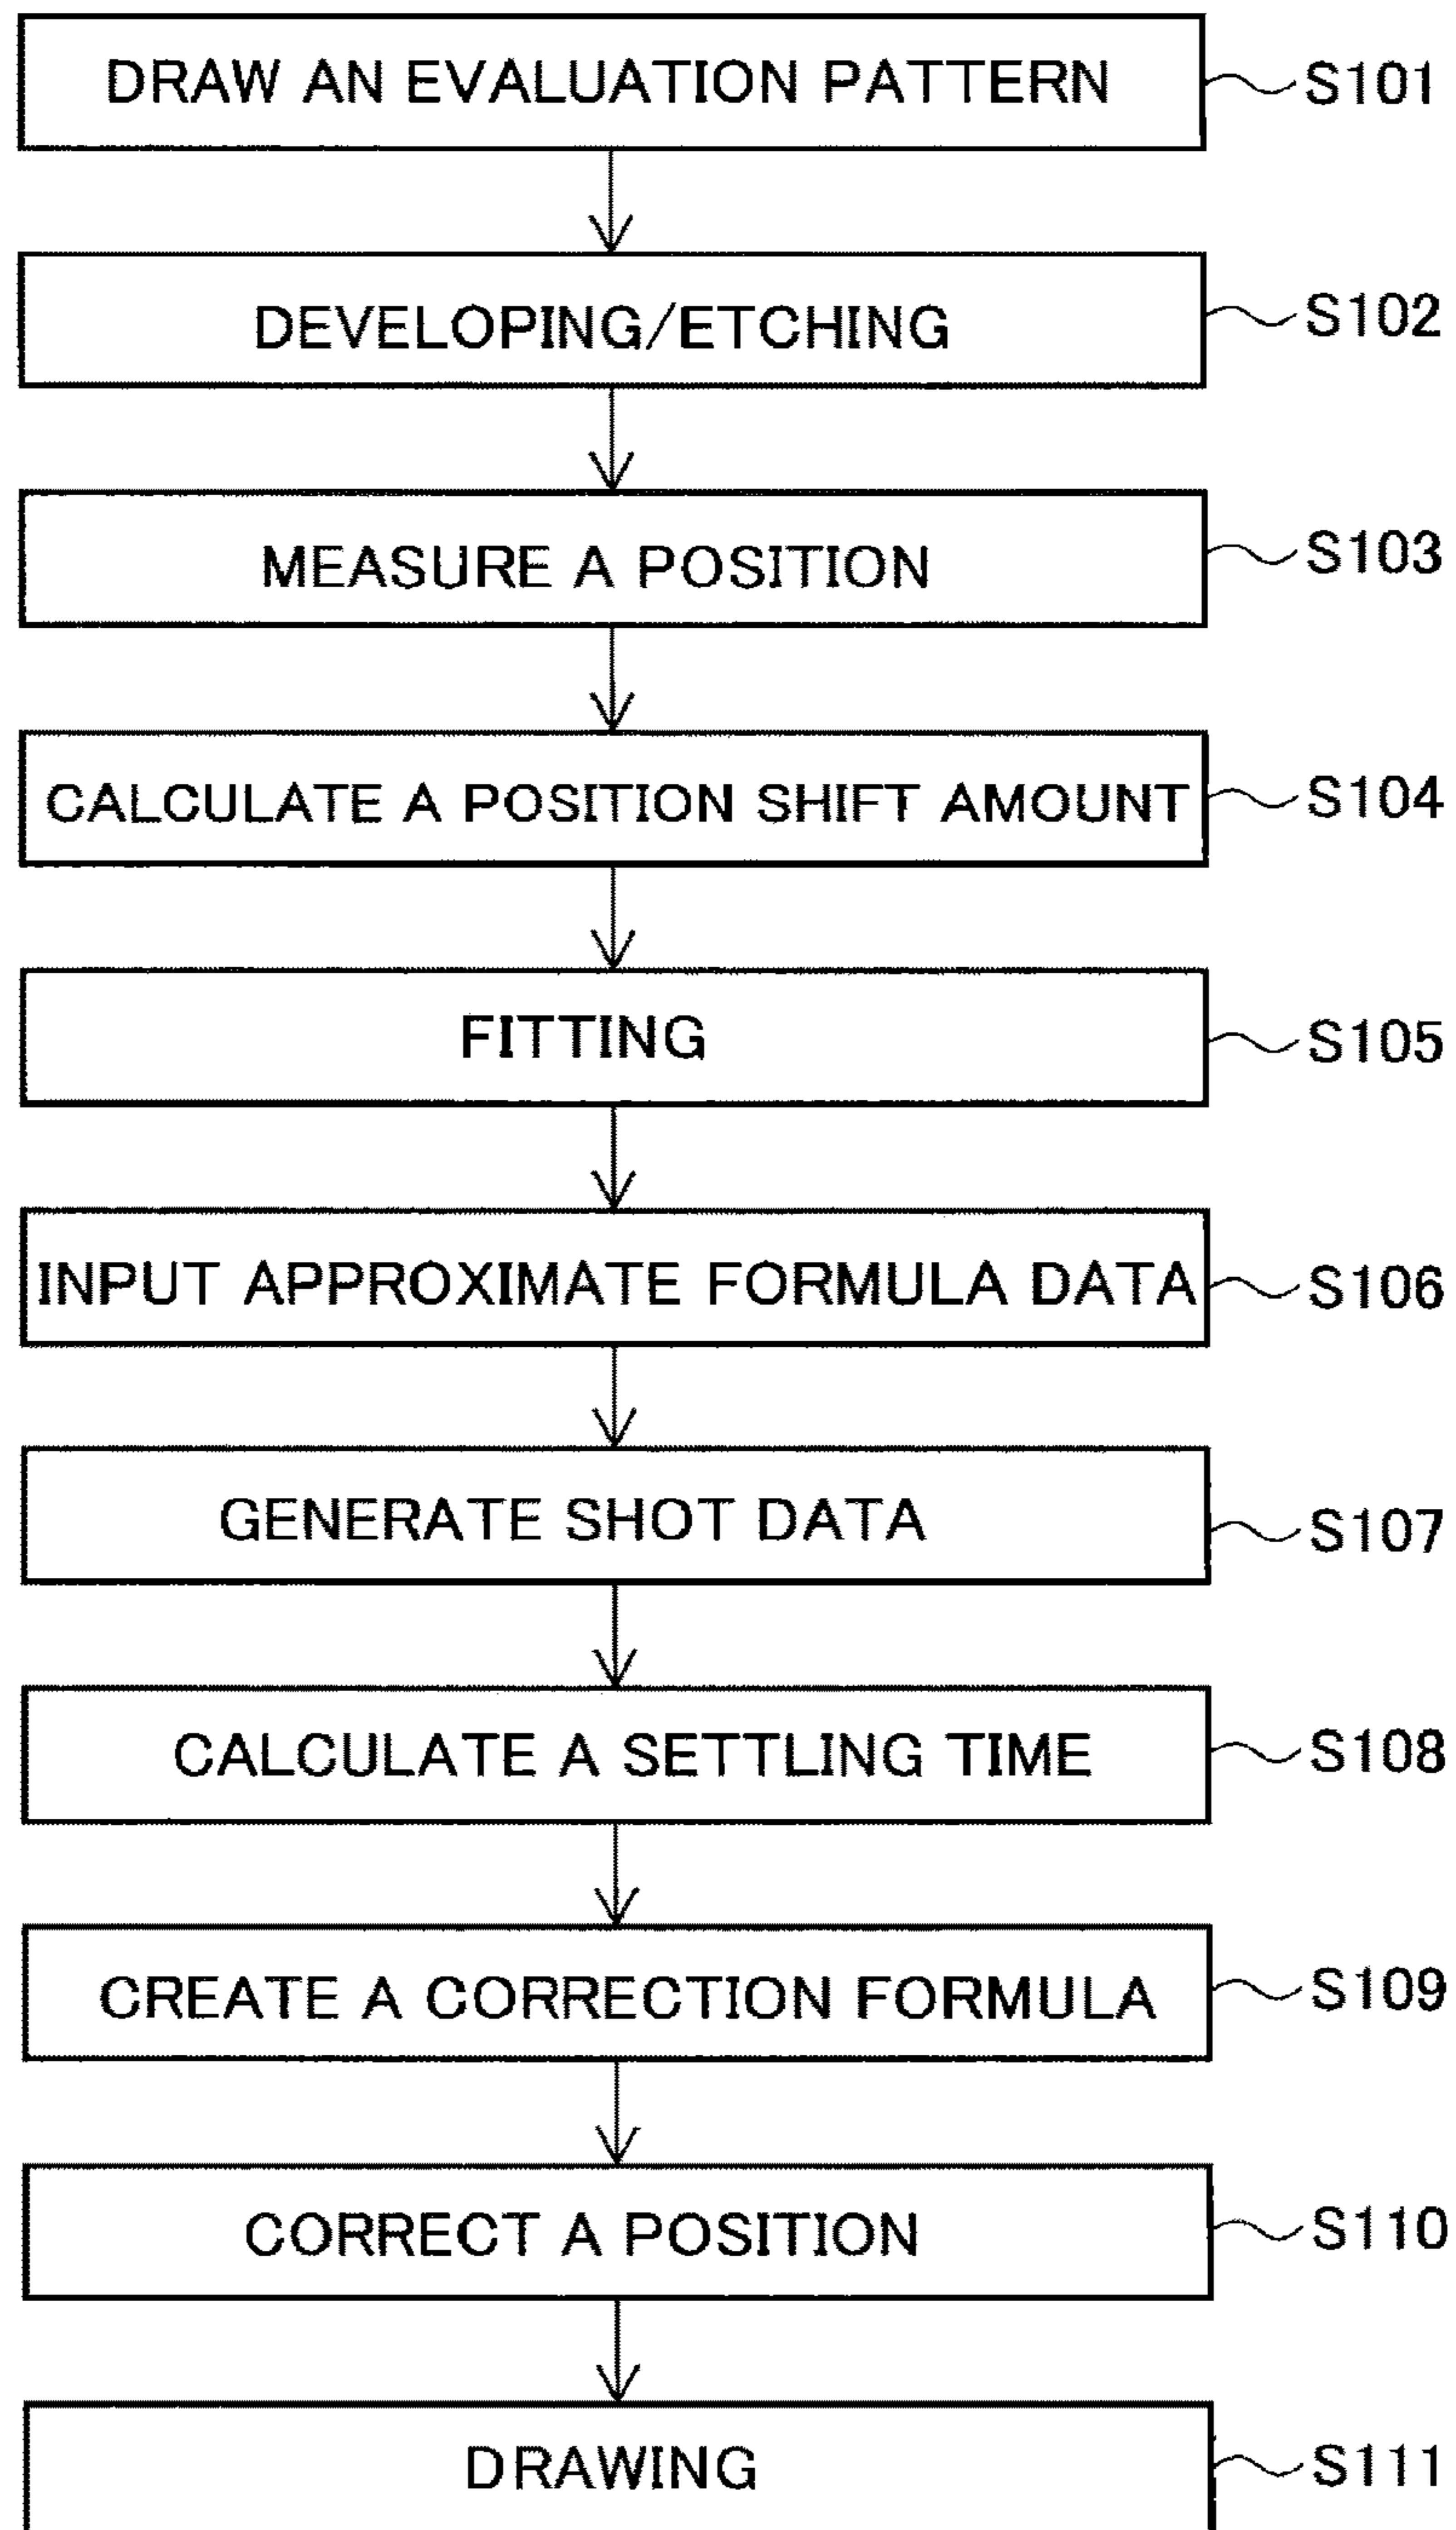 DRAW AN EVALUATION PATTERN S101
DEVELOPING/ETCHING S102
MEASURE A POSITION S103
CALCULATE A POSITION SHIFT AMOUNT S104
FITTING S105
INPUT APPROXIMATE FORMULA DATA S106
GENERATE SHOT DATA S107
CALCULATE A SETTLING TIME S108
CREATE A CORRECTION FORMULA S109
CORRECT A POSITION S110
DRAWING S111